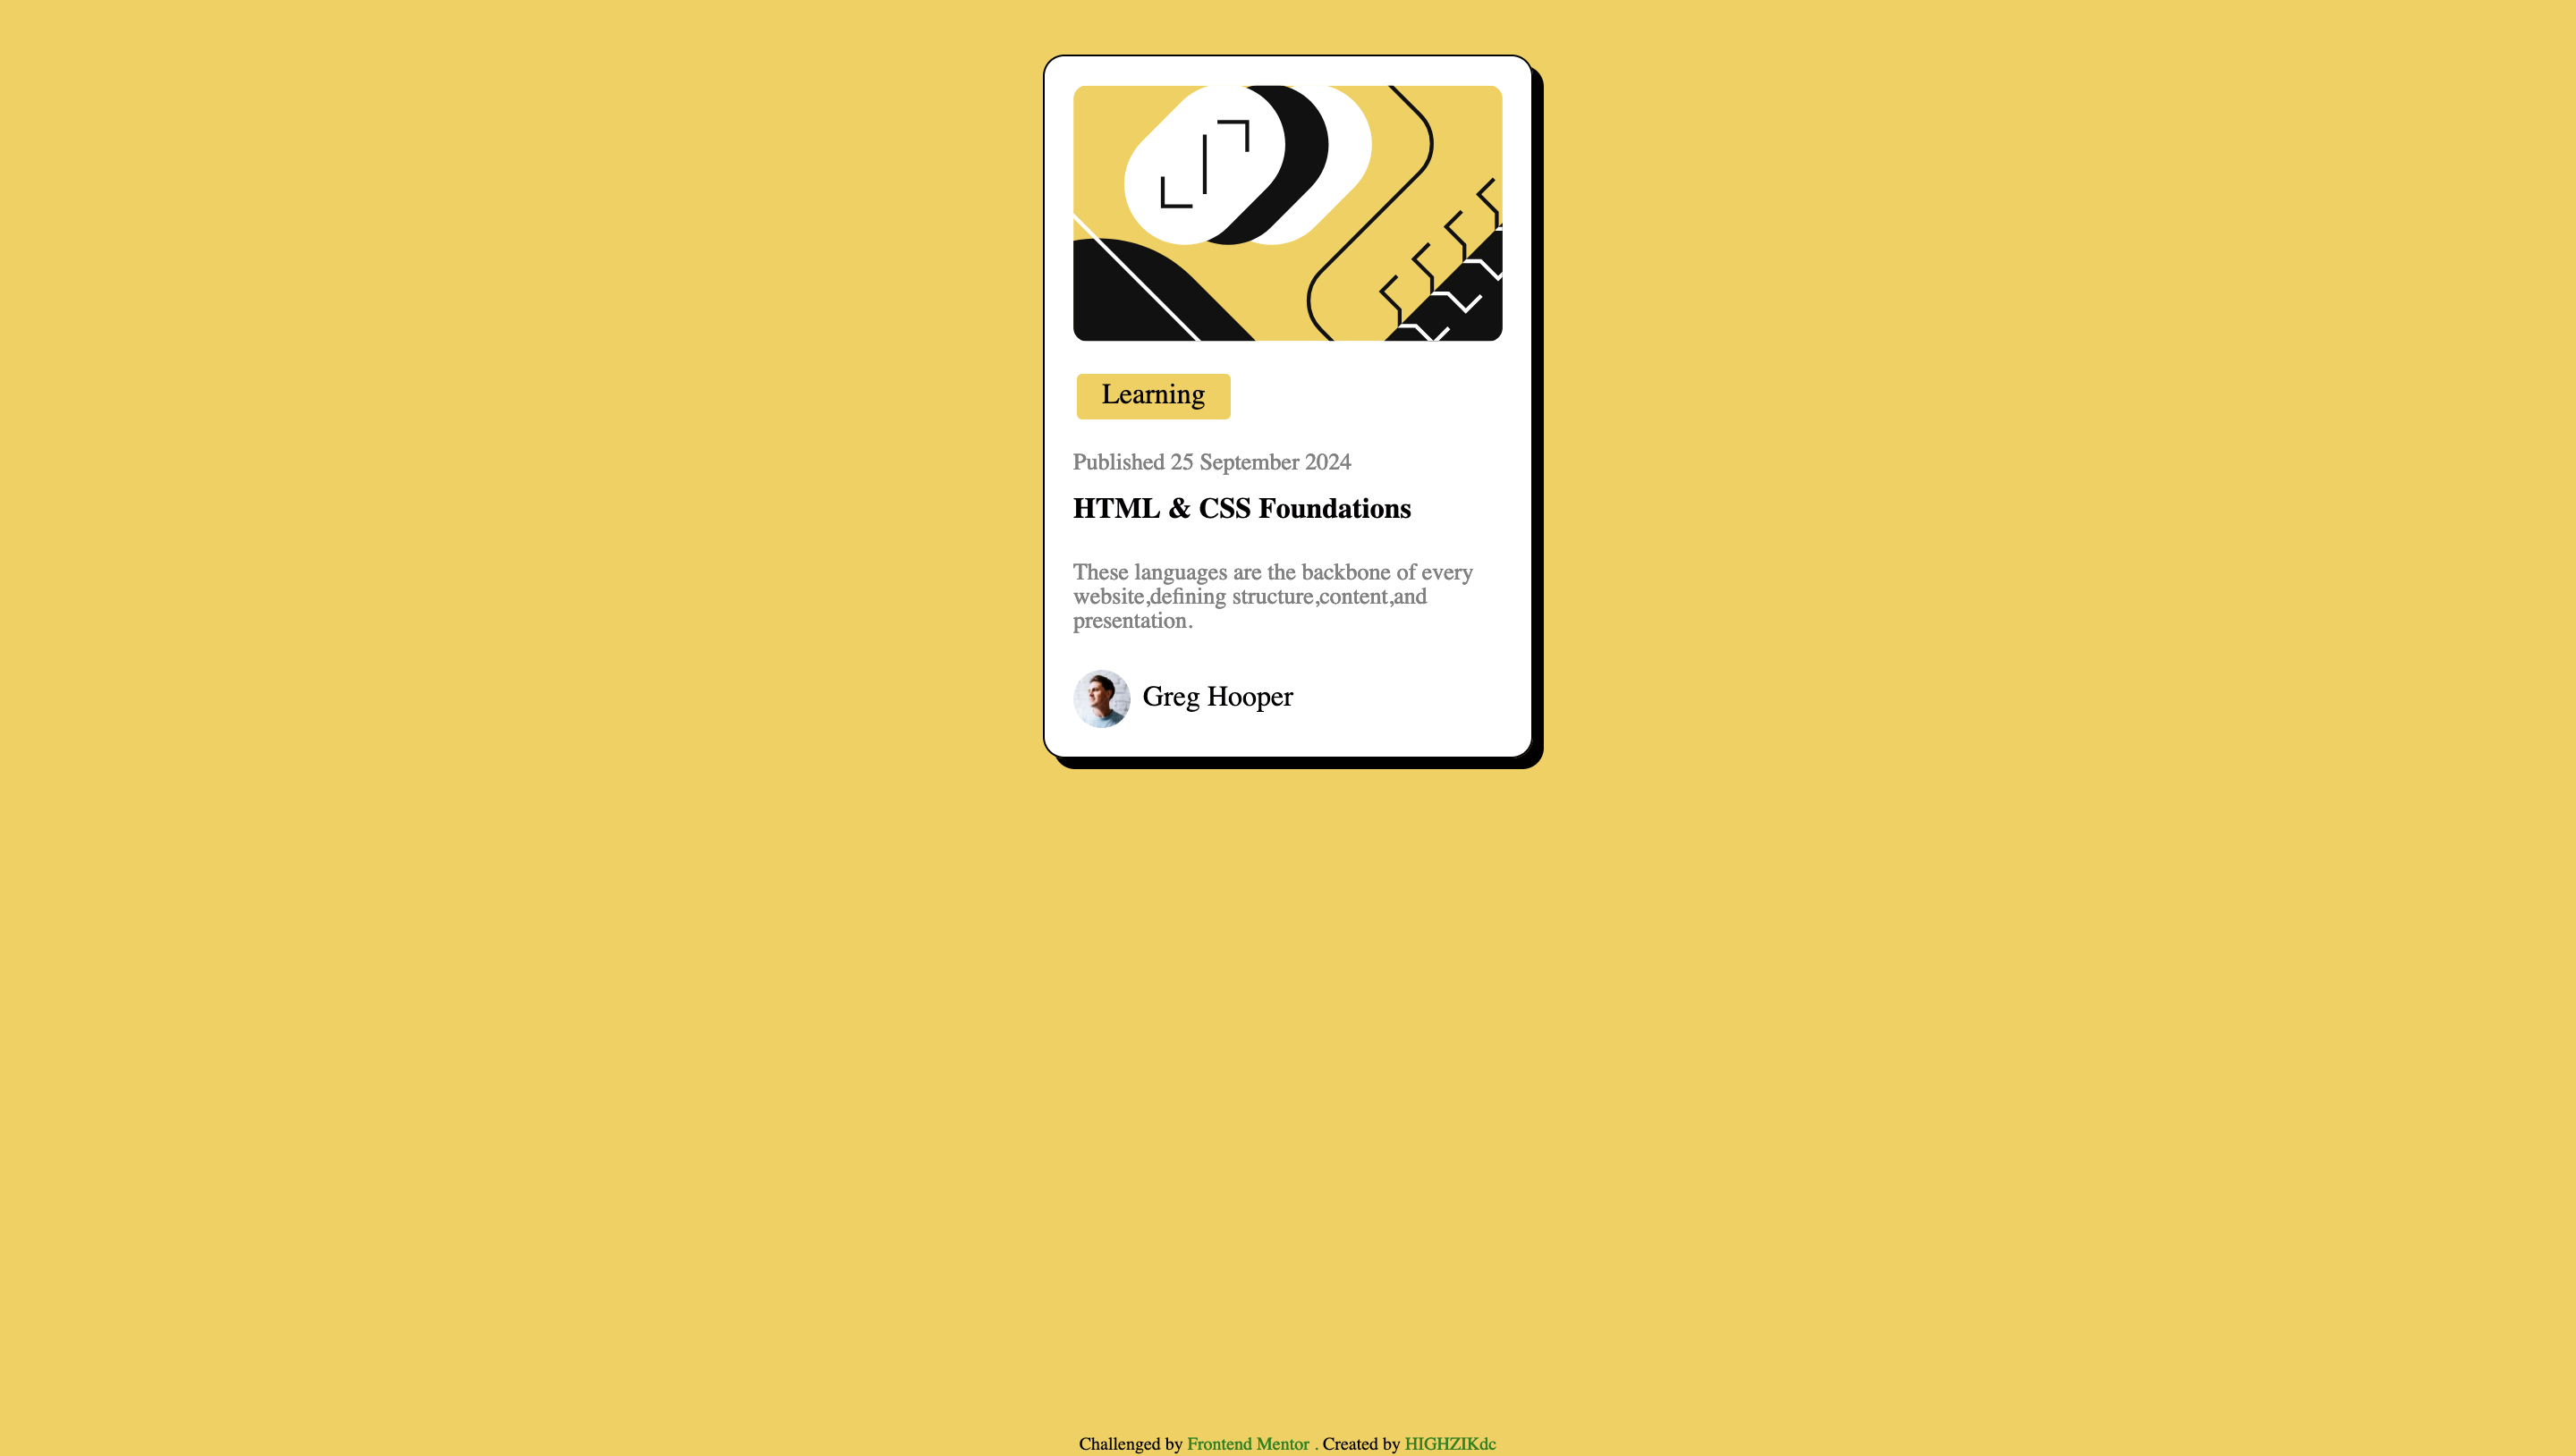 Learning
Published 25 September 2024
HTML & CSS Foundations
These languages are the backbone of every
website,defining structure,content,and
presentation.
Greg Hooper
Challenged by Frontend Mentor . Created by HIGHZIKdc